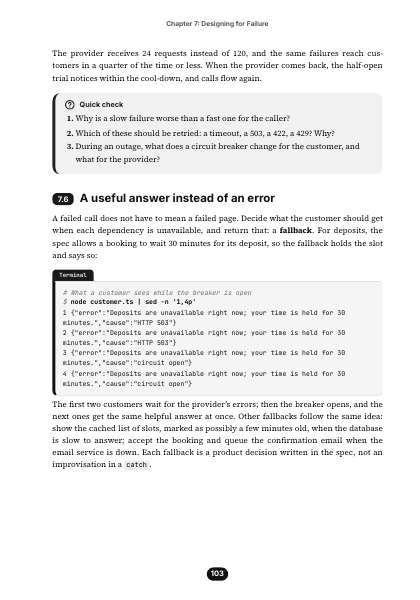 Chapter 7: Designing for Failure
The provider receives 24 requests instead of 120, and the same failures reach cus-
tomers in a quarter of the time or less. When the provider comes back, the half-open
trial notices within the cool-down, and calls flow again.
Quick check
1. Why is a slow failure worse than a fast one for the caller?
2. Which of these should be retried: a timeout, a 503, a 422, a 429? Why?
3. During an outage, what does a circuit breaker change for the customer, and
what for the provider?
7.6 A useful answer instead of an error
A failed call does not have to mean a failed page. Decide what the customer should get
when each dependency is unavailable, and return that: a fallback. For deposits, the
spec allows a booking to wait 30 minutes for its deposit, so the fallback holds the slot
and says so:
Terminal
# What a customer sees while the breaker is open
$ node customer.ts | sed -n '1,4p'
1 {"error":"Deposits are unavailable right now; your time is held for 30
minutes.","cause":"HTTP 503"}
2 {"error":"Deposits are unavailable right now; your time is held for 30
minutes.","cause":"HTTP 503"}
3 {"error":"Deposits are unavailable right now; your time is held for 30
minutes.","cause":"circuit open"}
4 {"error":"Deposits are unavailable right now; your time is held for 30
minutes.","cause":"circuit open"}
The first two customers wait for the provider's errors; then the breaker opens, and the
next ones get the same helpful answer at once. Other fallbacks follow the same idea:
show the cached list of slots, marked as possibly a few minutes old, when the database
is slow to answer; accept the booking and queue the confirmation email when the
email service is down. Each fallback is a product decision written in the spec, not an
improvisation in a catch.
103